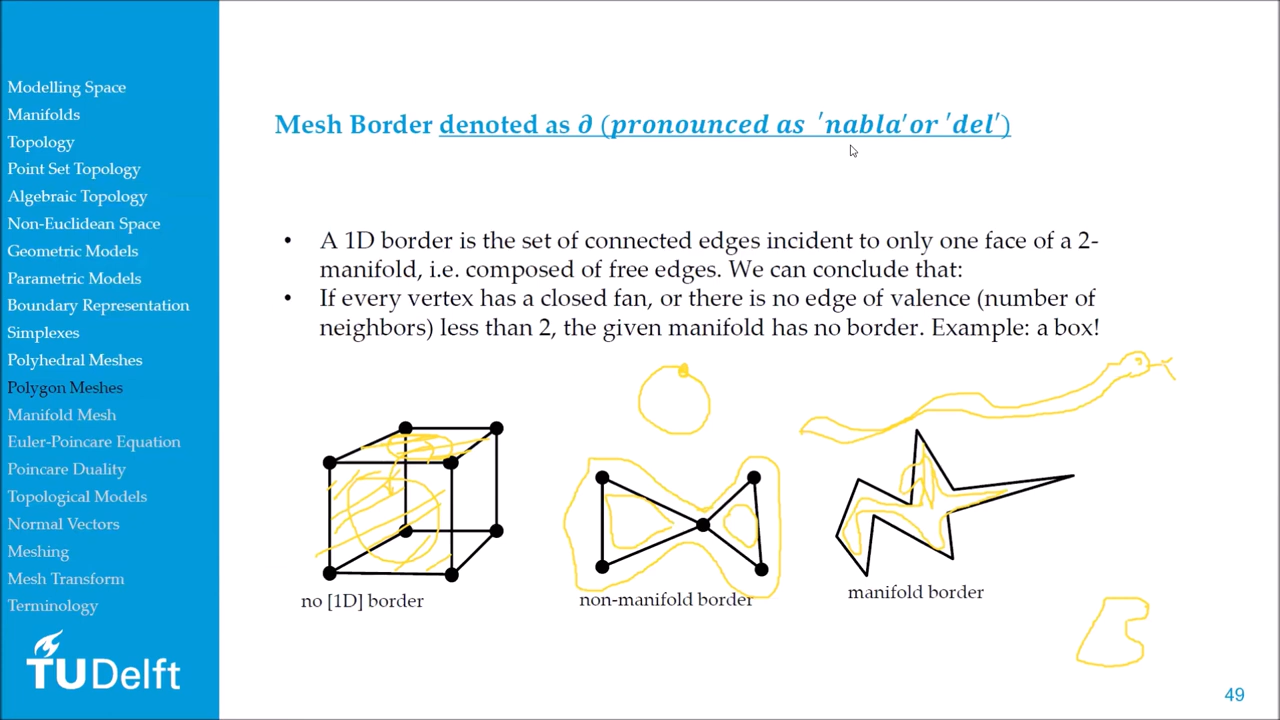 Modelling Space
Manifolds
Topology
Point Set Topology
Algebraic Topology
Non-Euclidean Space
Geometric Models
Parametric Models
Boundary Representation
Simplexes
Polyhedral Meshes
Polygon Meshes
Manifold Mesh
Euler-Poincare Equation
Poincare Duality
Topological Models
Normal Vectors
Meshing
Mesh Transform
Terminology
TUDelft
Mesh Border denoted as ∂ (pronounced as 'nabla' or 'del')
• A 1D border is the set of connected edges incident to only one face of a 2-
manifold, i.e. composed of free edges. We can conclude that:
• If every vertex has a closed fan, or there is no edge of valence (number of
neighbors) less than 2, the given manifold has no border. Example: a box!
no [1D] border
non-manifold border
manifold border
49